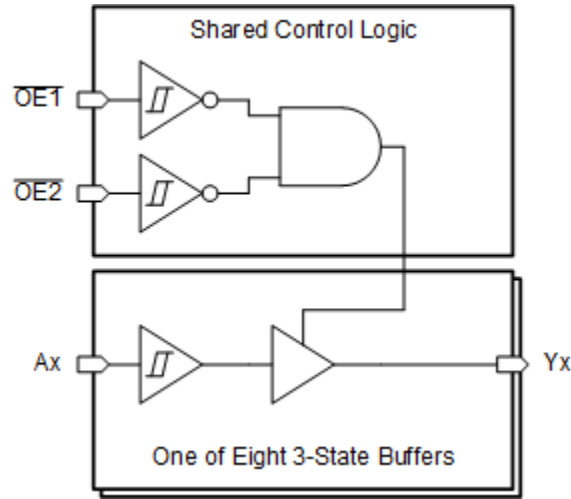 Shared Control Logic
OE1
OE2
Ax
Yx
One of Eight 3-State Buffers